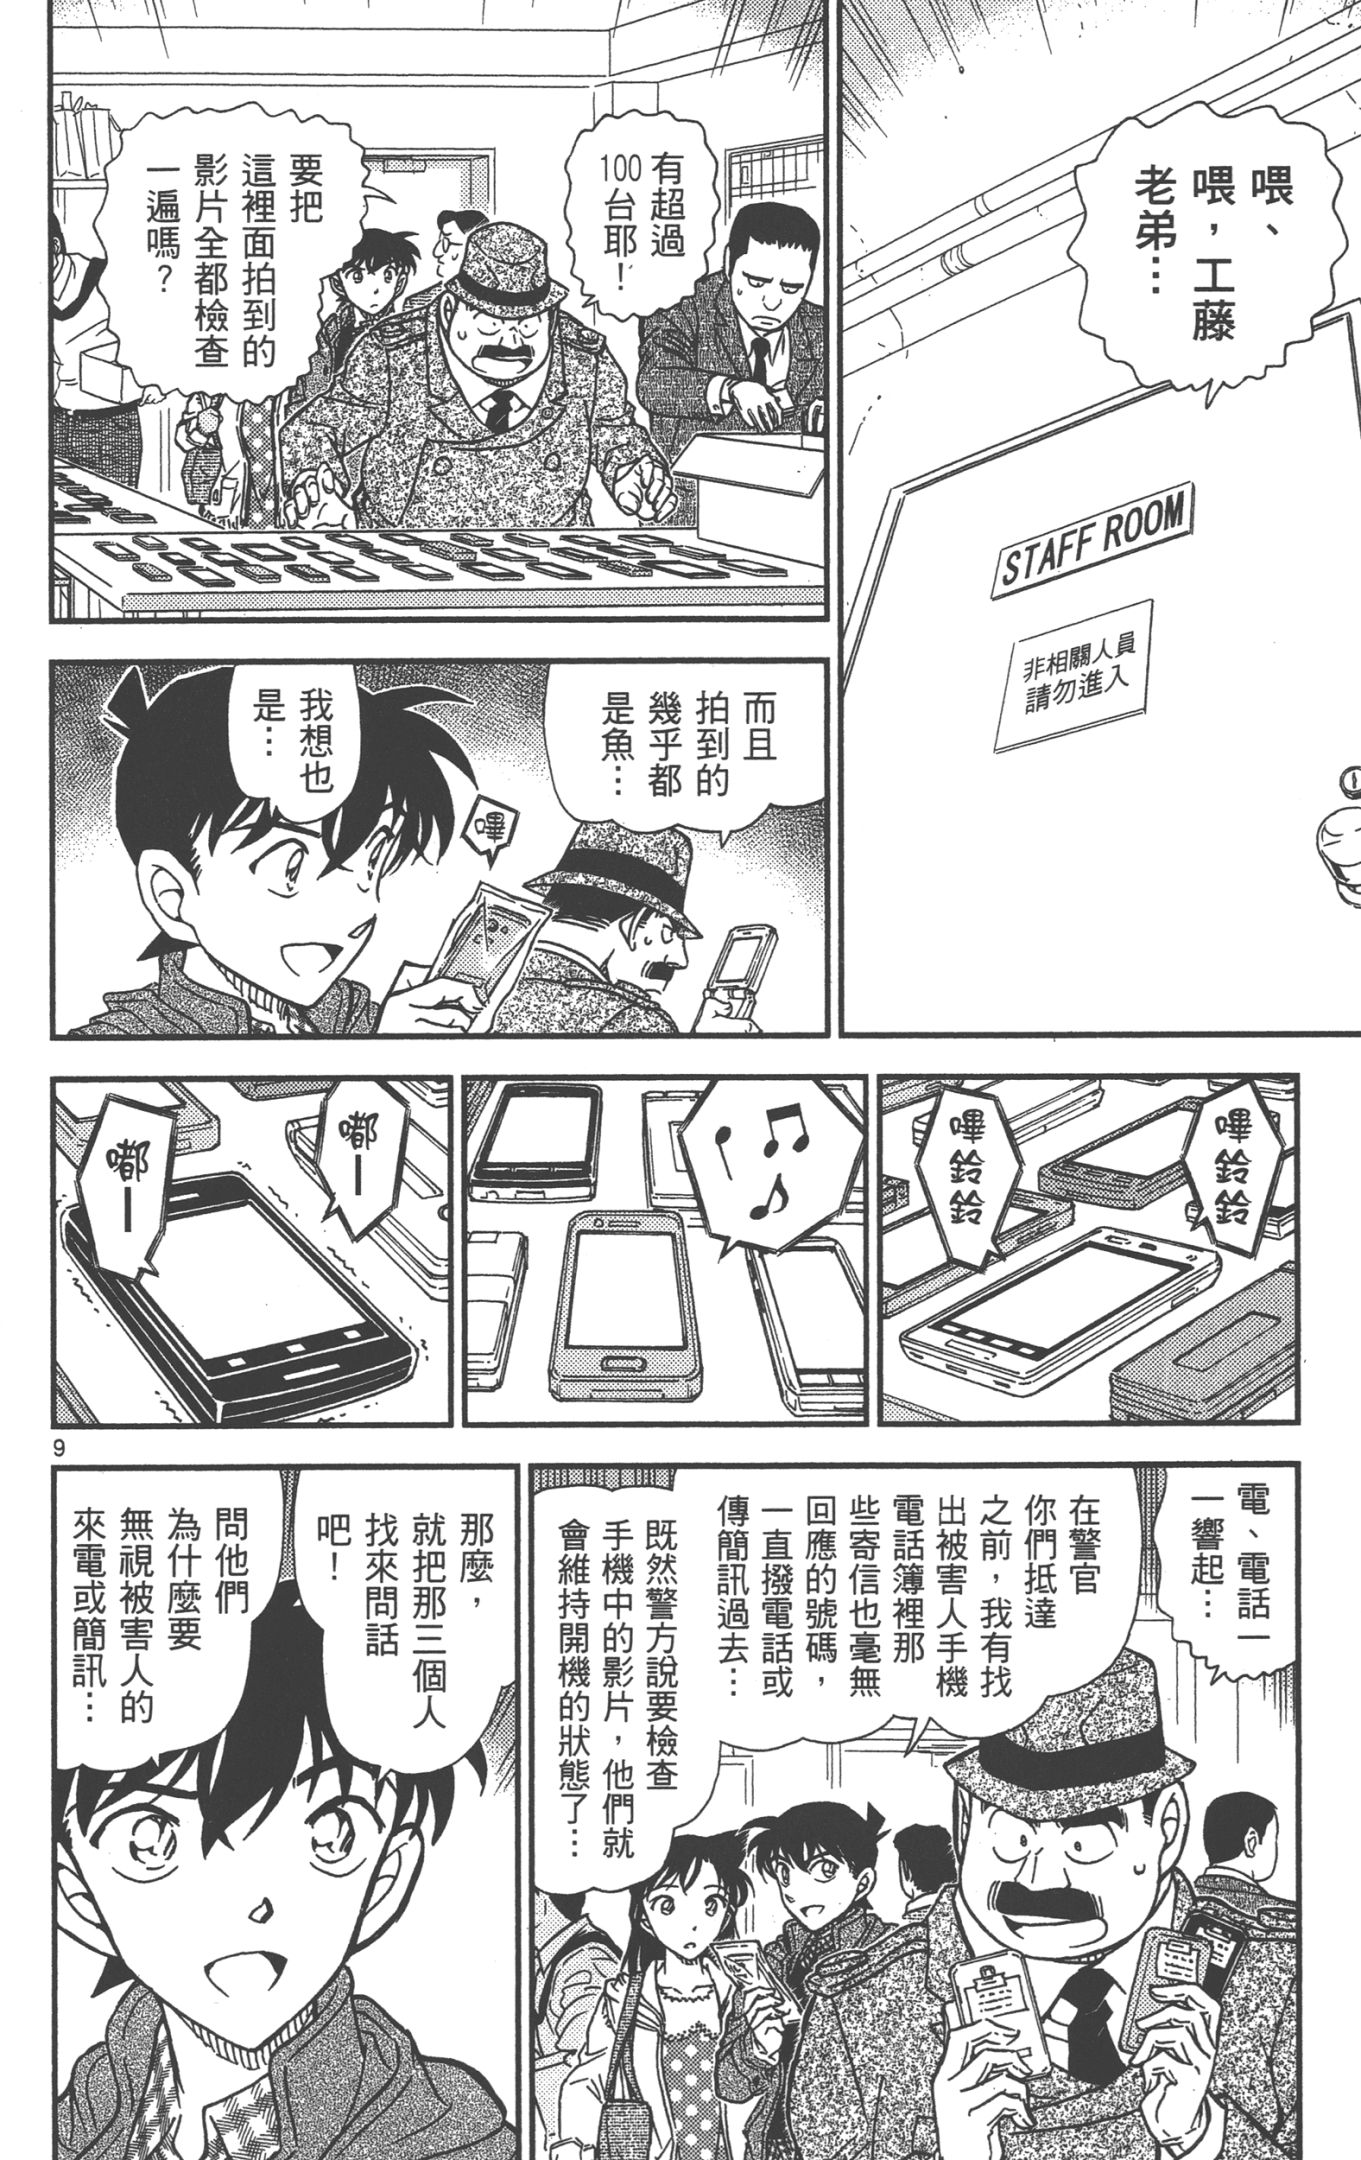 喂、
喂，工藤
老弟…
STAFF ROOM
非相關人員
請勿進入
有超過
100台耶！
要把
這裡面拍到的
影片全都檢查
一遍嗎？
而且
拍到的
幾乎都
是魚…
嗶
我想也
是…
嗶鈴鈴
嗶鈴鈴
嘟ー
嘟ー
9
電、電話一
一響起…
在警官
你們抵達
之前，我有找
出被害人手機
電話簿裡那
些寄信也毫無
回應的號碼，
一直撥電話或
傳簡訊過去…
既然警方說要檢查
手機中的影片，他們就
會維持開機的狀態了…
那麼，
就把那三個人
找來問話
吧！
問他們
為什麼要
無視被害人的
來電或簡訊…